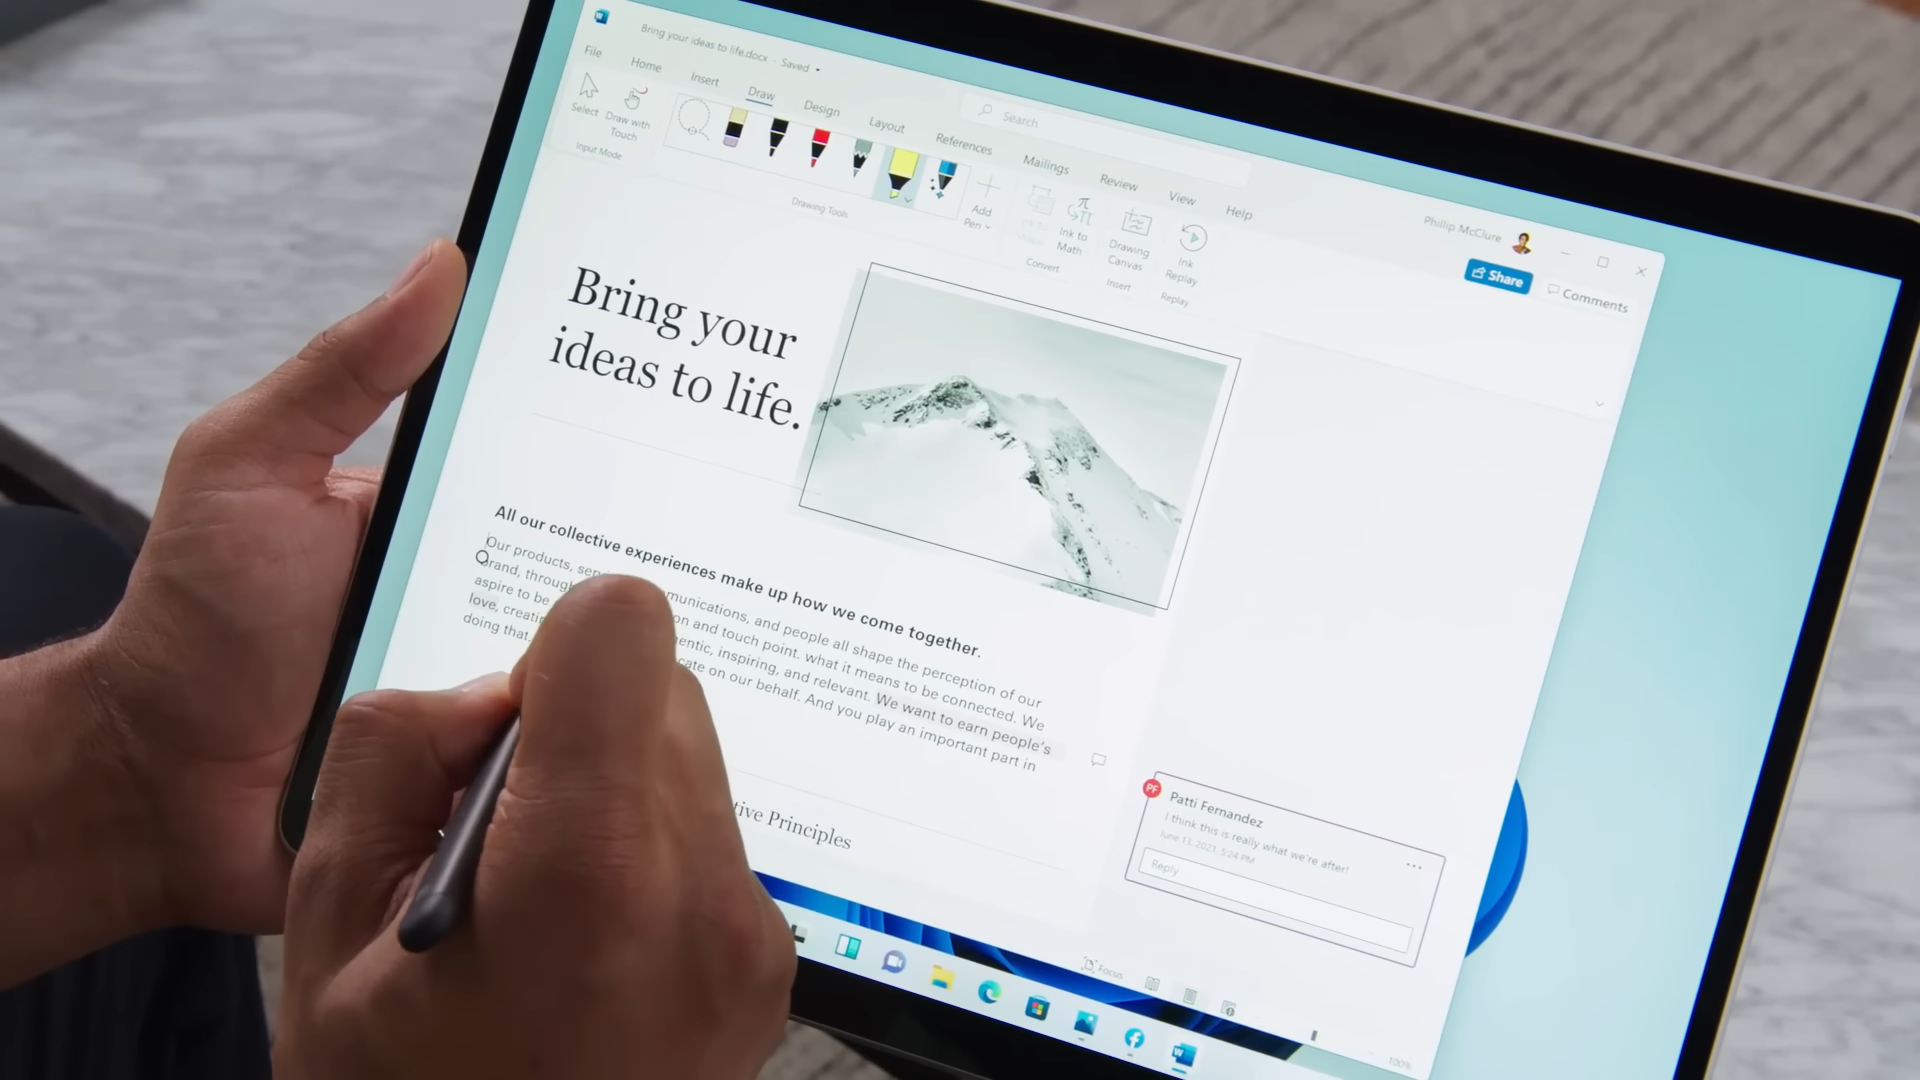 Bring your ideas to life.docx - Saved
File
Home
Insert
Draw
Design
Layout
References
Mailings
Review
View
Help
Search
Phillip McClure
Share
Comments
Select
Draw with
Touch
Input Mode
Drawing Tools
Add
Pen
Ink to
Ink to
Math
Convert
Drawing
Canvas
Insert
Ink
Replay
Replay
Bring your
ideas to life.
All our collective experiences make up how we come together.
Our products, munications, and people all shape the perception of our
brand, through on and touch point. what it means to be connected. We
aspire to be entic, inspiring, and relevant. We want to earn people's
love, cate on our behalf. And you play an important part in
doing that.
tive Principles
PF
Patti Fernandez
I think this is really what we're after!
June 13, 2021, 5:24 PM
Reply
Focus
100%